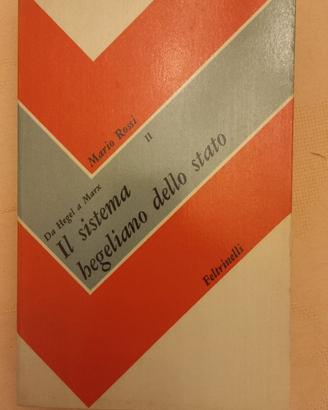 Mario Rossi
II
Da Hegel a Marx
Il sistema
hegeliano dello stato
Feltrinelli